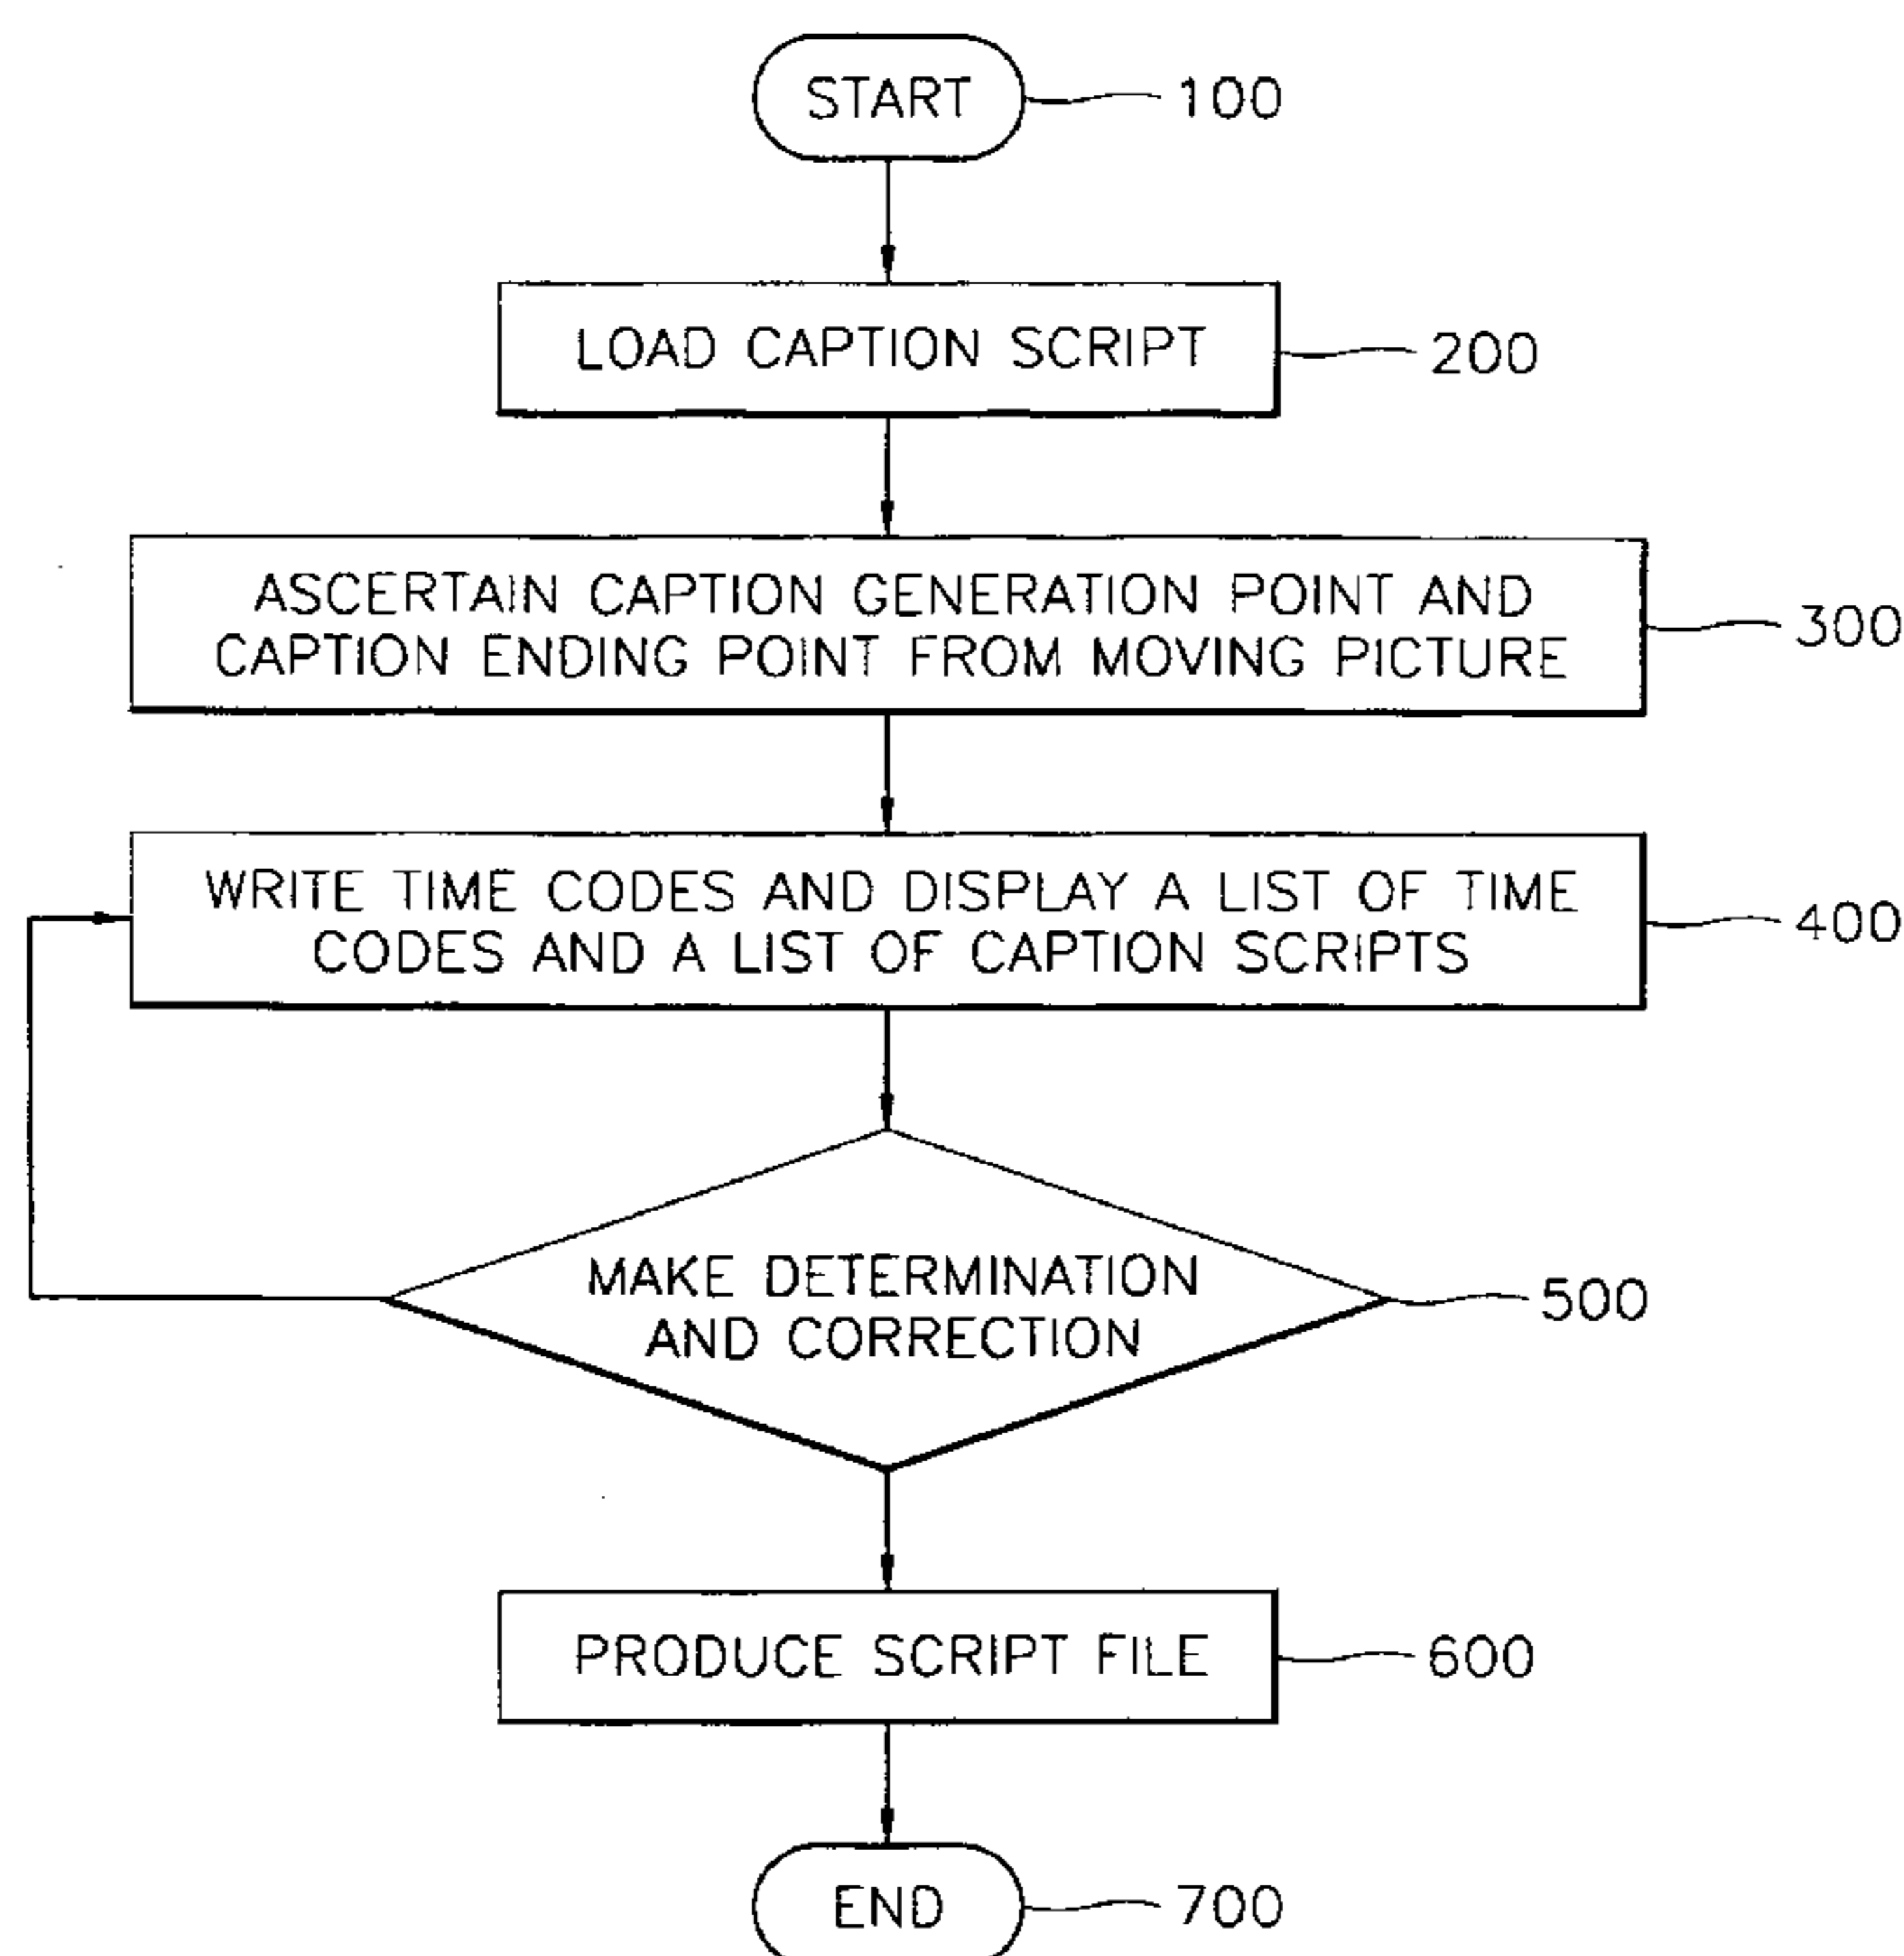 START
100
LOAD CAPTION SCRIPT
200
ASCERTAIN CAPTION GENERATION POINT AND
CAPTION ENDING POINT FROM MOVING PICTURE
300
WRITE TIME CODES AND DISPLAY A LIST OF TIME
CODES AND A LIST OF CAPTION SCRIPTS
400
MAKE DETERMINATION
AND CORRECTION
500
PRODUCE SCRIPT FILE
600
END
700